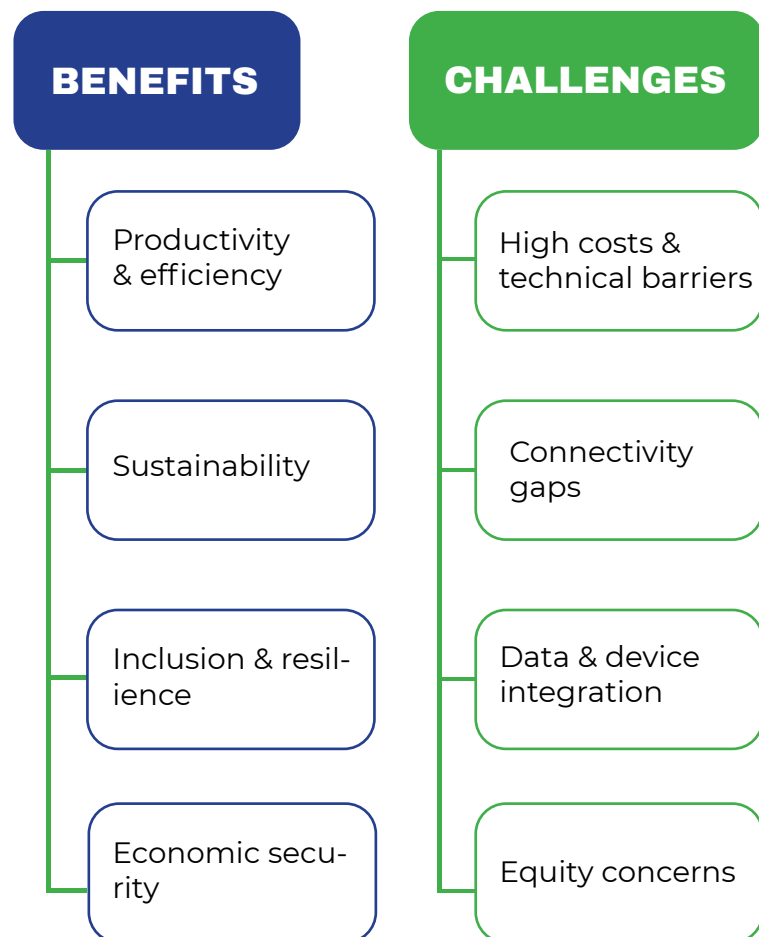 BENEFITS
Productivity
& efficiency
Sustainability
Inclusion & resil-
ience
Economic secu-
rity
CHALLENGES
High costs &
technical barriers
Connectivity
gaps
Data & device
integration
Equity concerns